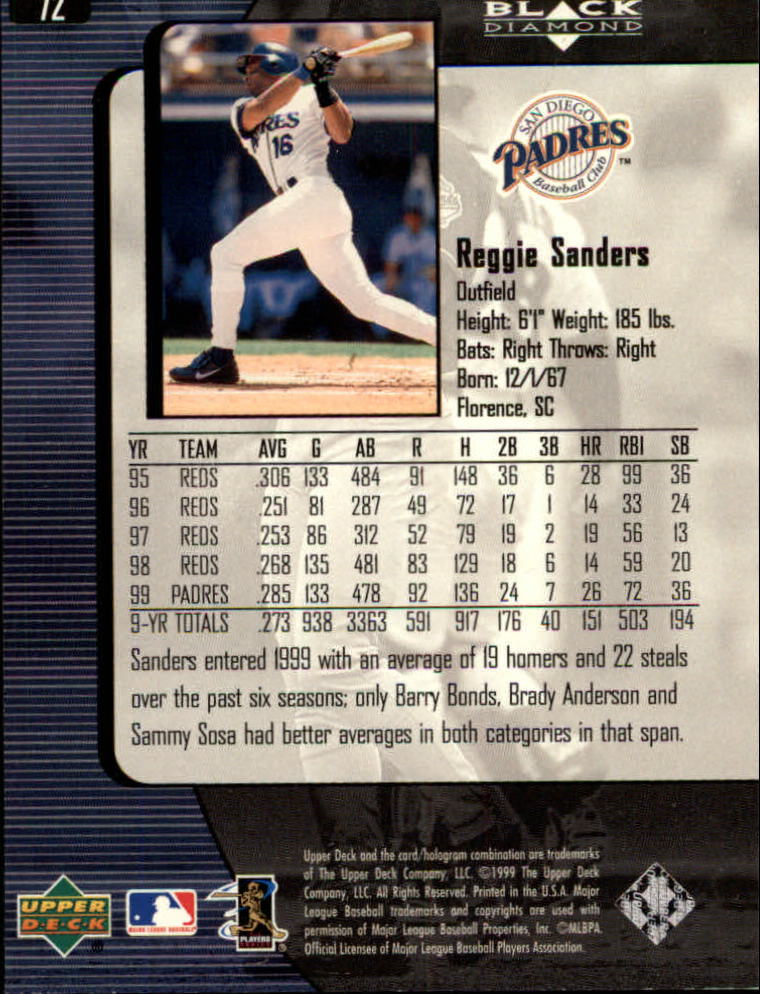 72
BLACK
DIAMOND
SAN DIEGO
PADRES
Baseball Club
TM
RES
16
Reggie Sanders
Outfield
Height: 6'1" Weight: 185 lbs.
Bats: Right Throws: Right
Born: 12/1/67
Florence, SC
YR TEAM AVG G AB R H 2B 3B HR RBI SB
95 REDS .306 133 484 91 148 36 6 28 99 36
96 REDS .251 81 287 49 72 17 1 14 33 24
97 REDS .253 86 312 52 79 19 2 19 56 13
98 REDS .268 135 481 83 129 18 6 14 59 20
99 PADRES .285 133 478 92 136 24 7 26 72 36
9-YR TOTALS .273 938 3363 591 917 176 40 151 503 194
Sanders entered 1999 with an average of 19 homers and 22 steals
over the past six seasons; only Barry Bonds, Brady Anderson and
Sammy Sosa had better averages in both categories in that span.
Upper Deck and the card/hologram combination are trademarks
of The Upper Deck Company, LLC. ©1999 The Upper Deck
Company, LLC. All Rights Reserved. Printed in the U.S.A. Major
League Baseball trademarks and copyrights are used with
permission of Major League Baseball Properties, Inc. ©MLBPA
Official Licensee of Major League Baseball Players Association.
UPPER
DECK
MAJOR LEAGUE BASEBALL
PLAYERS